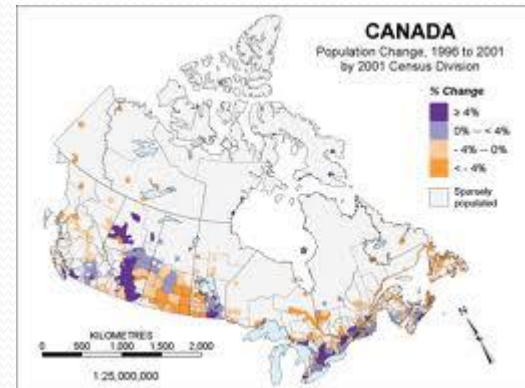 CANADA
Population Change, 1996 to 2001
by 2001 Census Division
% Change
≥ 4%
0% -- < 4%
- 4% -- 0%
< - 4%
Sparsely
populated
N
KILOMETRES
0 500 1,000 1,500 2,000
1:25,000,000